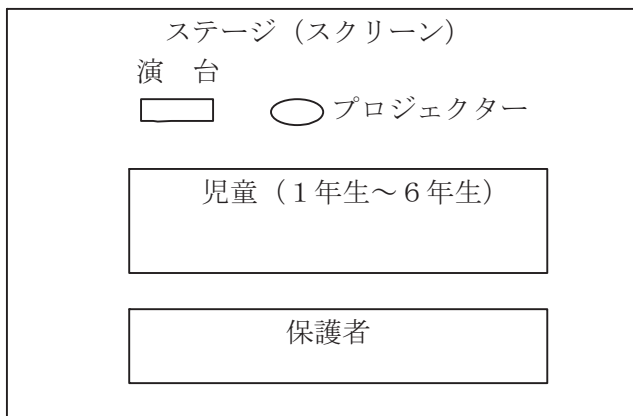 ステージ（スクリーン）
演　台
プロジェクター
児童（１年生～６年生）
保護者